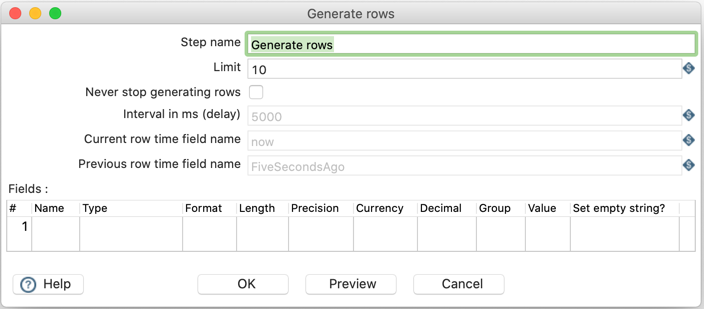 Generate rows
Step name Generate rows
Limit 10
Never stop generating rows
Interval in ms (delay) 5000
Current row time field name now
Previous row time field name FiveSecondsAgo
Fields :
# Name Type Format Length Precision Currency Decimal Group Value Set empty string?
1
? Help OK Preview Cancel